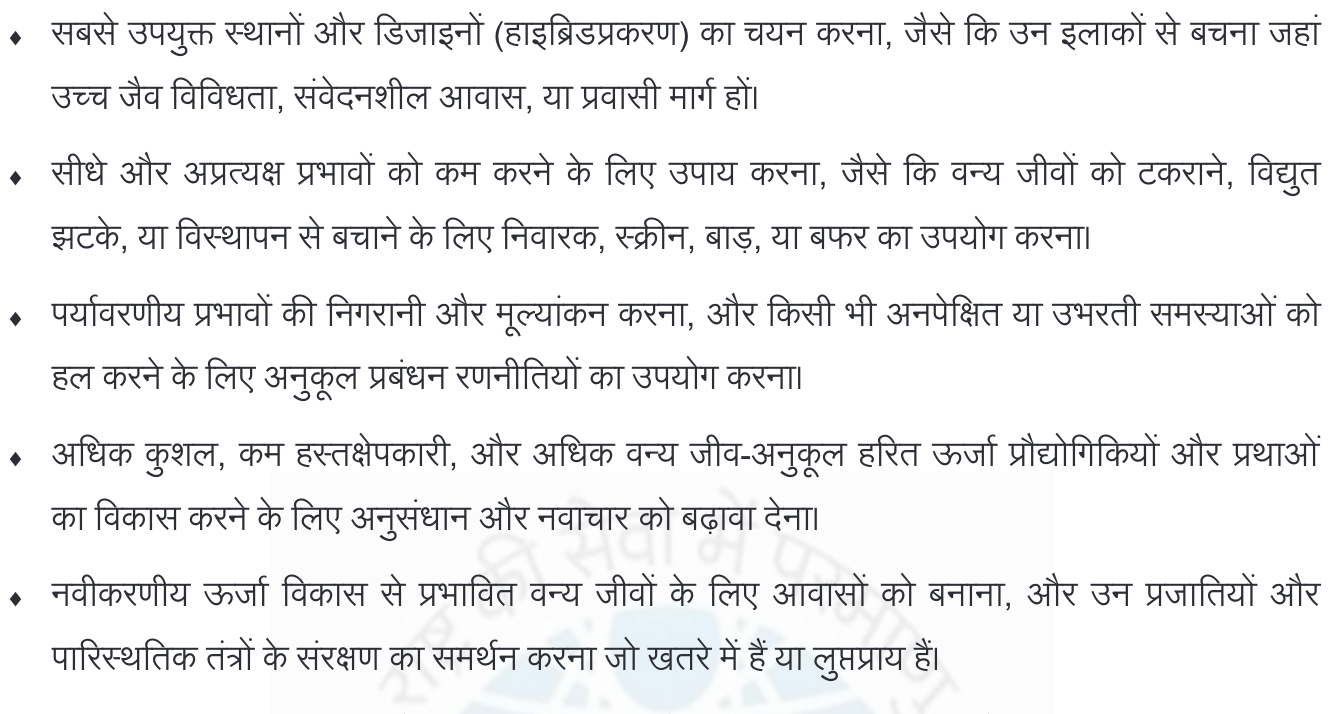 ♦ सबसे उपयुक्त स्थानों और डिजाइनों (हाइब्रिडप्रकरण) का चयन करना, जैसे कि उन इलाकों से बचना जहां
उच्च जैव विविधता, संवेदनशील आवास, या प्रवासी मार्ग हों।
♦ सीधे और अप्रत्यक्ष प्रभावों को कम करने के लिए उपाय करना, जैसे कि वन्य जीवों को टकराने, विद्युत
झटके, या विस्थापन से बचाने के लिए निवारक, स्क्रीन, बाड़, या बफर का उपयोग करना।
♦ पर्यावरणीय प्रभावों की निगरानी और मूल्यांकन करना, और किसी भी अनपेक्षित या उभरती समस्याओं को
हल करने के लिए अनुकूल प्रबंधन रणनीतियों का उपयोग करना।
♦ अधिक कुशल, कम हस्तक्षेपकारी, और अधिक वन्य जीव-अनुकूल हरित ऊर्जा प्रौद्योगिकियों और प्रथाओं
का विकास करने के लिए अनुसंधान और नवाचार को बढ़ावा देना।
♦ नवीकरणीय ऊर्जा विकास से प्रभावित वन्य जीवों के लिए आवासों को बनाना, और उन प्रजातियों और
पारिस्थतिक तंत्रों के संरक्षण का समर्थन करना जो खतरे में हैं या लुप्तप्राय हैं।
राष्ट्र की सेवा में परमाणु